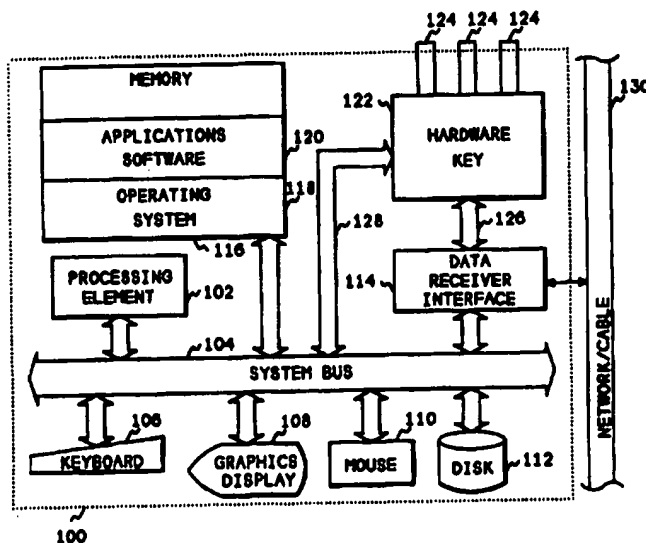 124 124 124
130
MEMORY
122
HARDWARE
KEY
APPLICATIONS
SOFTWARE
120
118
OPERATING
SYSTEM
116
128
126
PROCESSING
ELEMENT
102
114
DATA
RECEIVER
INTERFACE
104
SYSTEM BUS
NETWORK/CABLE
106
KEYBOARD
108
GRAPHICS
DISPLAY
110
MOUSE
DISK
112
100